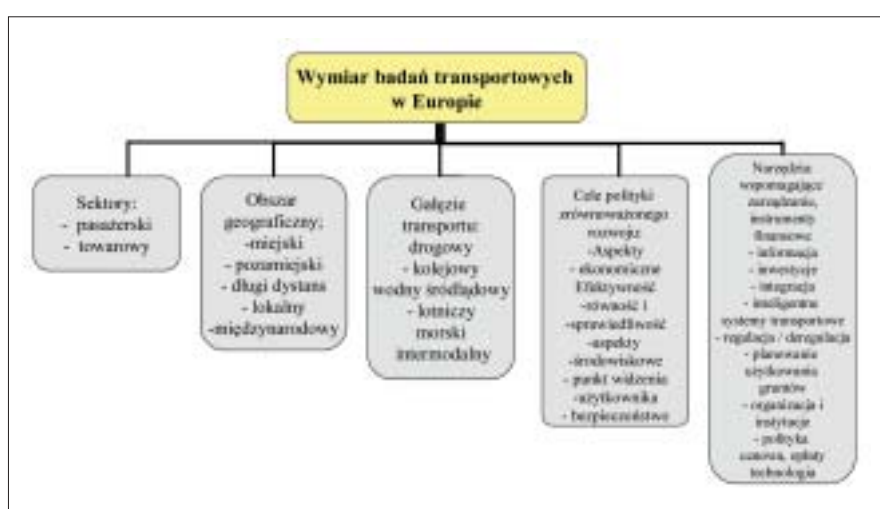 Wymiar badań transportowych
w Europie
Sektory:
- pasażerski
- towarowy
Obszar
geograficzny;
-miejski
- pozamiejski
- długi dystans
- lokalny
-międzynarodowy
Gałęzie
transportu:
drogowy
- kolejowy
wodny śródlądowy
- lotniczy
morski
intermodalny
Cele polityki
zrównoważonego
rozwoju:
-Aspekty
- ekonomiczne
Efektywność
-równość i
-sprawiedliwość
-aspekty
-środowiskowe
- punkt widzenia
-użytkownika
- bezpieczeństwo
Narzędzia
wspomagające
zarządzanie,
instrumenty
finansowe
- informacja
- inwestycje
- integracja
- inteligentne
systemy transportowe
- regulacja / deregulacja
- planowanie
użytkowania
gruntów
- organizacja i
instytucje
- polityka
cenowa, opłaty
technologia